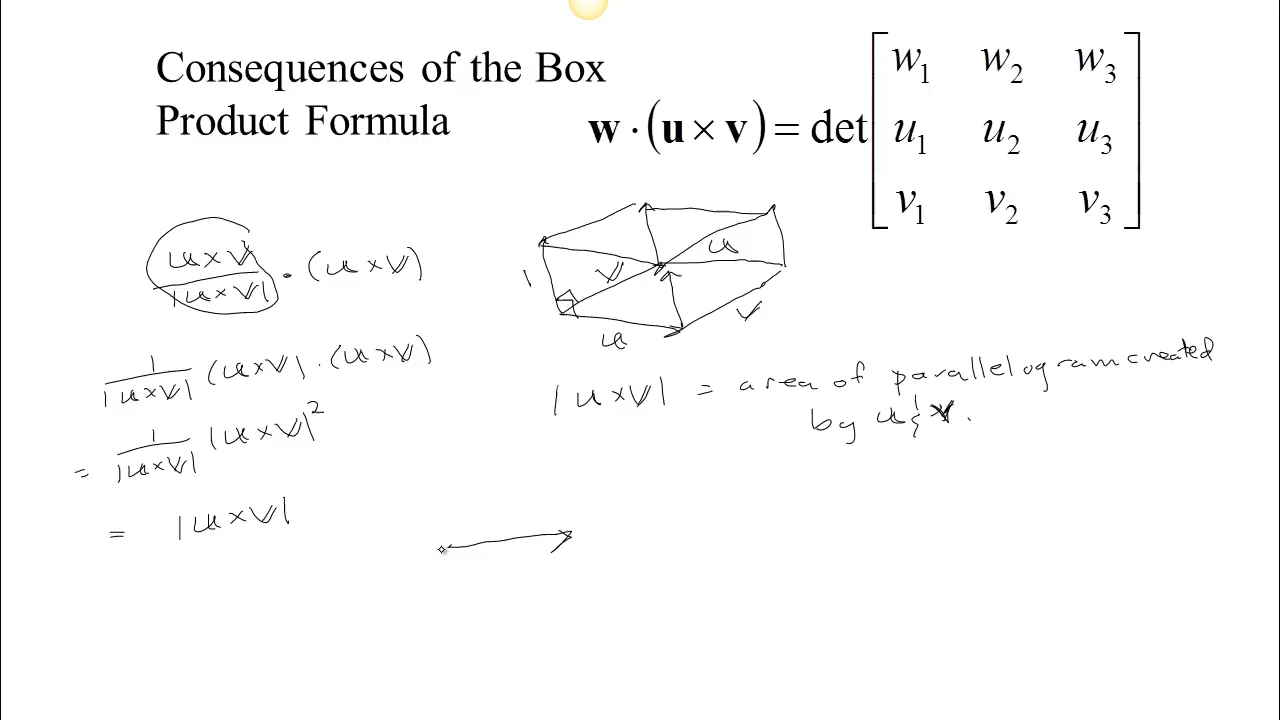 Consequences of the Box
Product Formula
w · (u × v) = det [ w₁ w₂ w₃
u₁ u₂ u₃
v₁ v₂ v₃ ]
u×v / |u×v| · (u×v)
1/|u×v| (u×v) · (u×v)
= 1/|u×v| |u×v|²
= |u×v|
1
v
u
u
v
|u×v| = area of parallelogram created
by u & v.